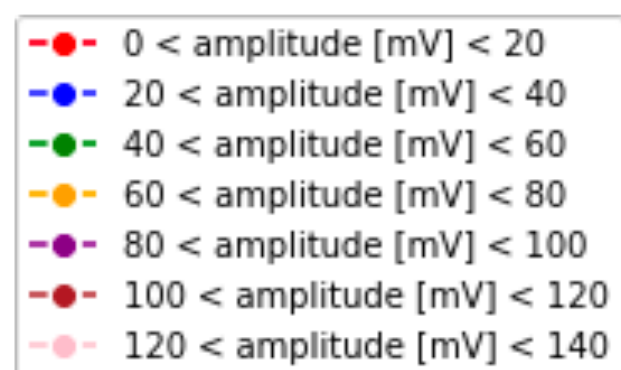 0 < amplitude [mV] < 20
20 < amplitude [mV] < 40
40 < amplitude [mV] < 60
60 < amplitude [mV] < 80
80 < amplitude [mV] < 100
100 < amplitude [mV] < 120
120 < amplitude [mV] < 140